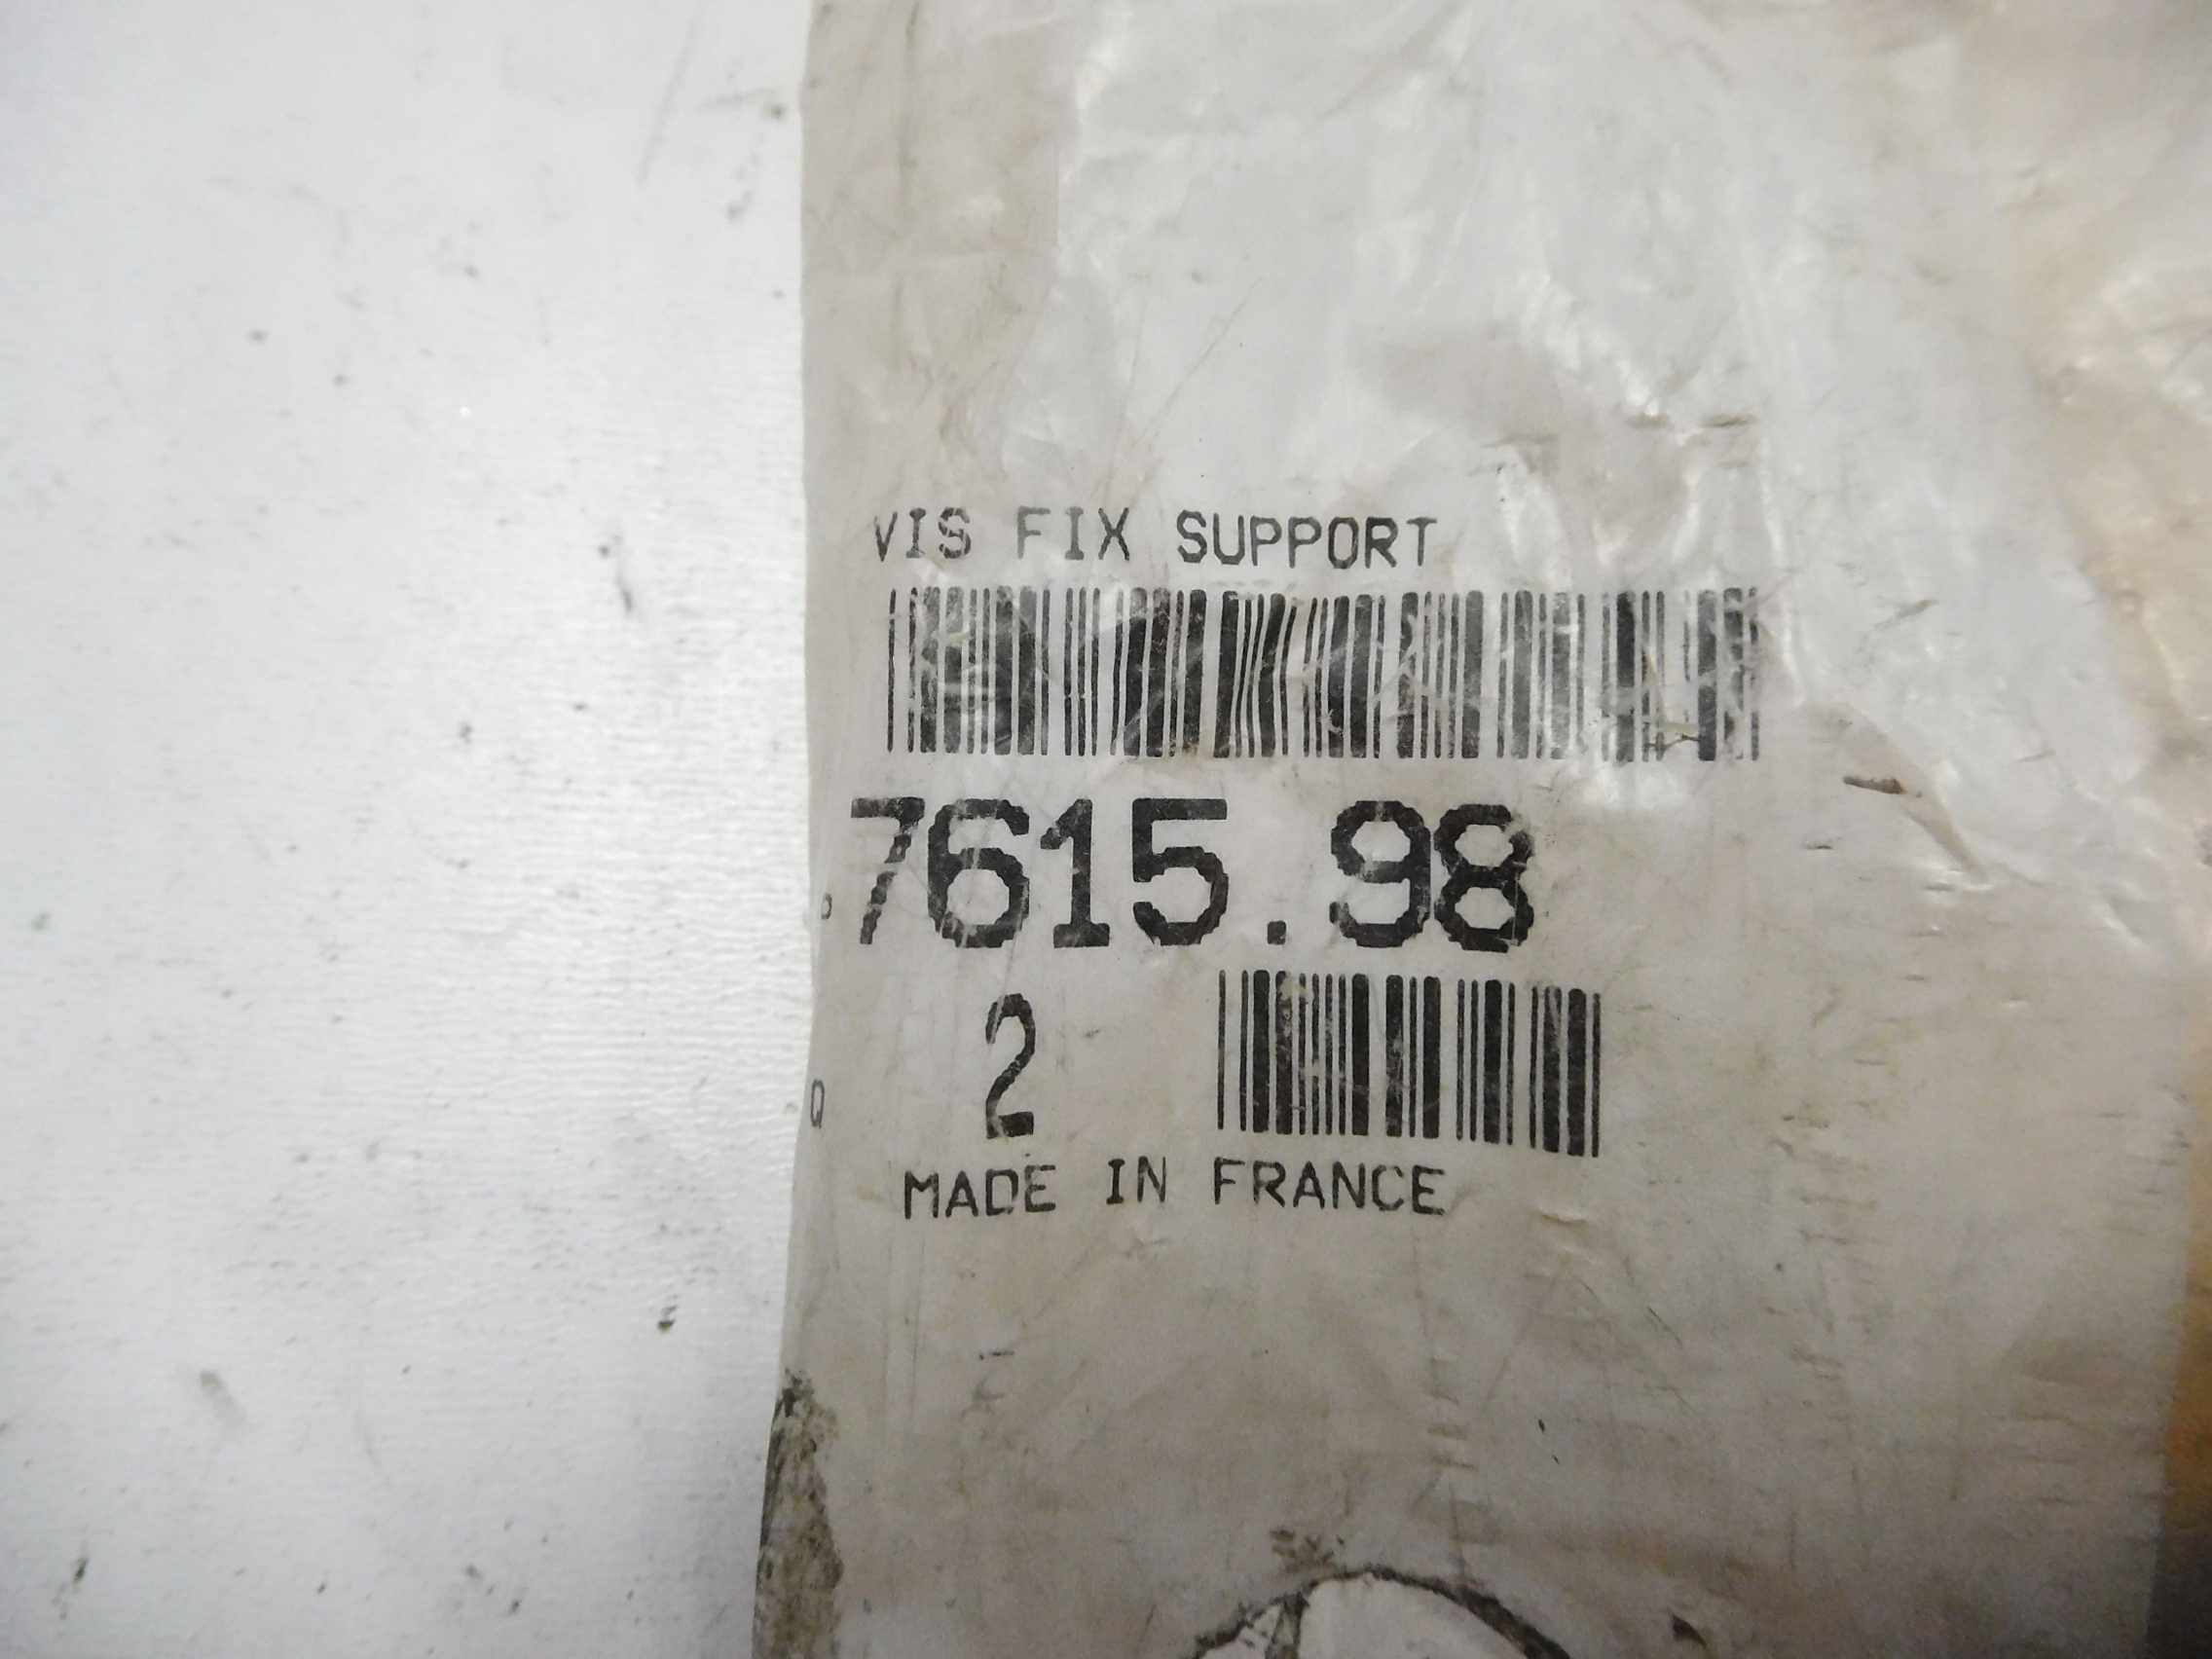 VIS FIX SUPPORT
P 7615.98
Q 2
MADE IN FRANCE